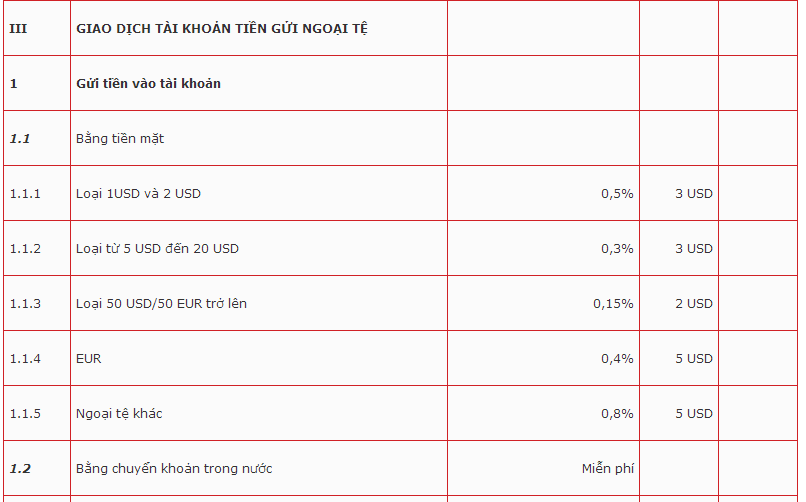 III GIAO DỊCH TÀI KHOẢN TIỀN GỬI NGOẠI TỆ
1 Gửi tiền vào tài khoản
1.1 Bằng tiền mặt
1.1.1 Loại 1USD và 2 USD 0,5% 3 USD
1.1.2 Loại từ 5 USD đến 20 USD 0,3% 3 USD
1.1.3 Loại 50 USD/50 EUR trở lên 0,15% 2 USD
1.1.4 EUR 0,4% 5 USD
1.1.5 Ngoại tệ khác 0,8% 5 USD
1.2 Bằng chuyển khoản trong nước Miễn phí